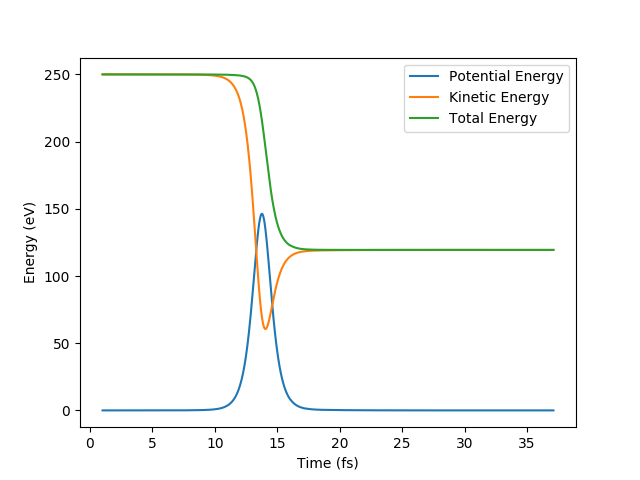 Potential Energy
Kinetic Energy
Total Energy
250
200
150
100
50
0
Energy (eV)
0 5 10 15 20 25 30 35
Time (fs)